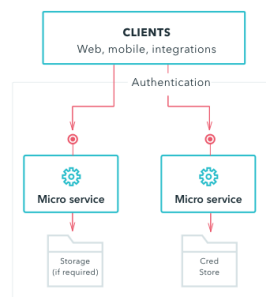 CLIENTS
Web, mobile, integrations
Authentication
Micro service
Micro service
Storage
(if required)
Cred
Store